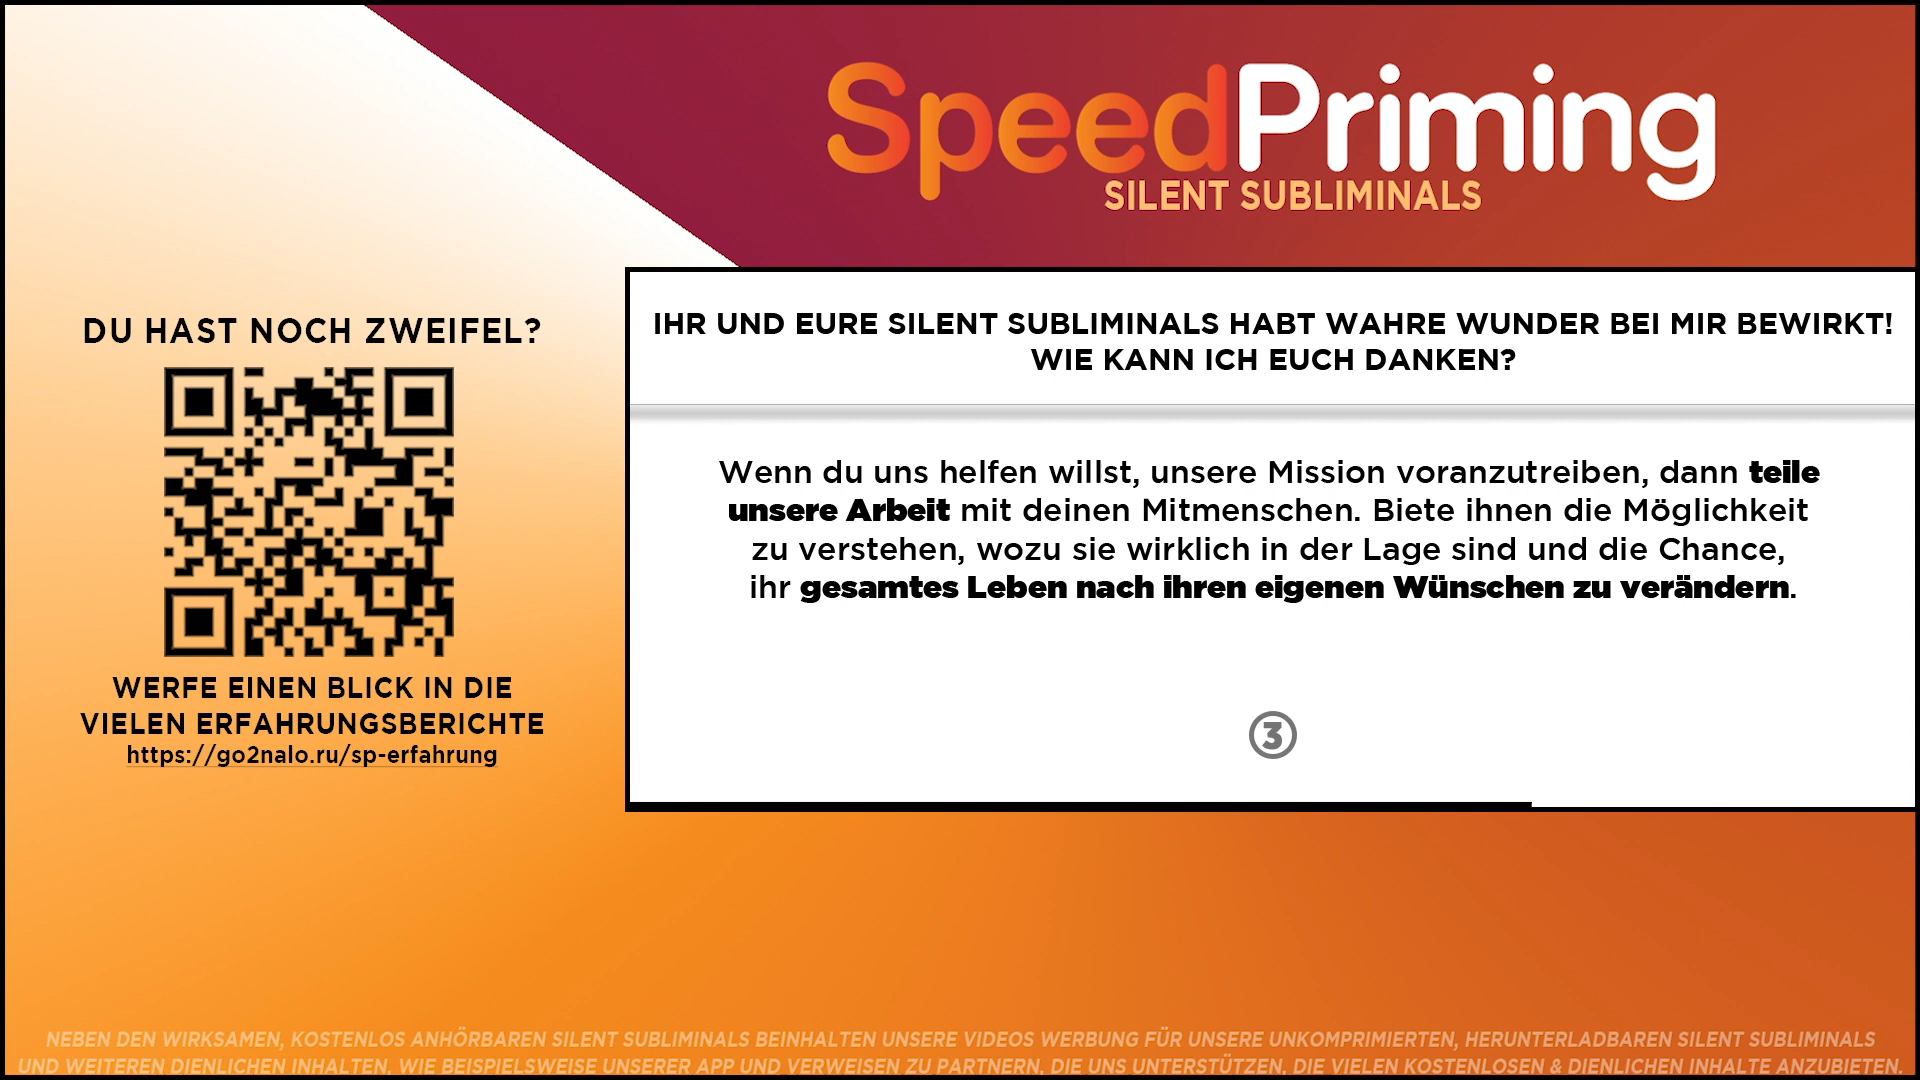 SpeedPriming
SILENT SUBLIMINALS
DU HAST NOCH ZWEIFEL?
WERFE EINEN BLICK IN DIE
VIELEN ERFAHRUNGSBERICHTE
https://go2nalo.ru/sp-erfahrung
IHR UND EURE SILENT SUBLIMINALS HABT WAHRE WUNDER BEI MIR BEWIRKT!
WIE KANN ICH EUCH DANKEN?
Wenn du uns helfen willst, unsere Mission voranzutreiben, dann teile
unsere Arbeit mit deinen Mitmenschen. Biete ihnen die Möglichkeit
zu verstehen, wozu sie wirklich in der Lage sind und die Chance,
ihr gesamtes Leben nach ihren eigenen Wünschen zu verändern.
3
NEBEN DEN WIRKSAMEN, KOSTENLOS ANHÖRBAREN SILENT SUBLIMINALS BEINHALTEN UNSERE VIDEOS WERBUNG FÜR UNSERE UNKOMPRIMIERTEN, HERUNTERLADBAREN SILENT SUBLIMINALS
UND WEITEREN DIENLICHEN INHALTEN, WIE BEISPIELSWEISE UNSERER APP UND VERWEISEN ZU PARTNERN, DIE UNS UNTERSTÜTZEN, DIE VIELEN KOSTENLOSEN & DIENLICHEN INHALTE ANZUBIETEN.